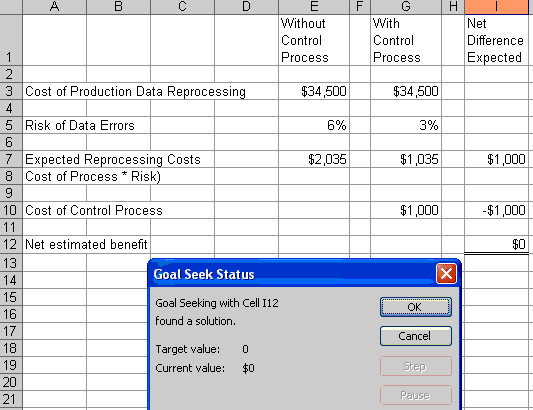 A B C D E F G H I
Without With Net
Control Control Difference
1 Process Process Expected
2
3 Cost of Production Data Reprocessing $34,500 $34,500
4
5 Risk of Data Errors 6% 3%
6
7 Expected Reprocessing Costs $2,035 $1,035 $1,000
8 Cost of Process * Risk)
9
10 Cost of Control Process $1,000 -$1,000
11
12 Net estimated benefit $0
13
14
15
16
17
18
19
20
21
Goal Seek Status
Goal Seeking with Cell I12
found a solution.
Target value: 0
Current value: $0
OK
Cancel
Step
Pause